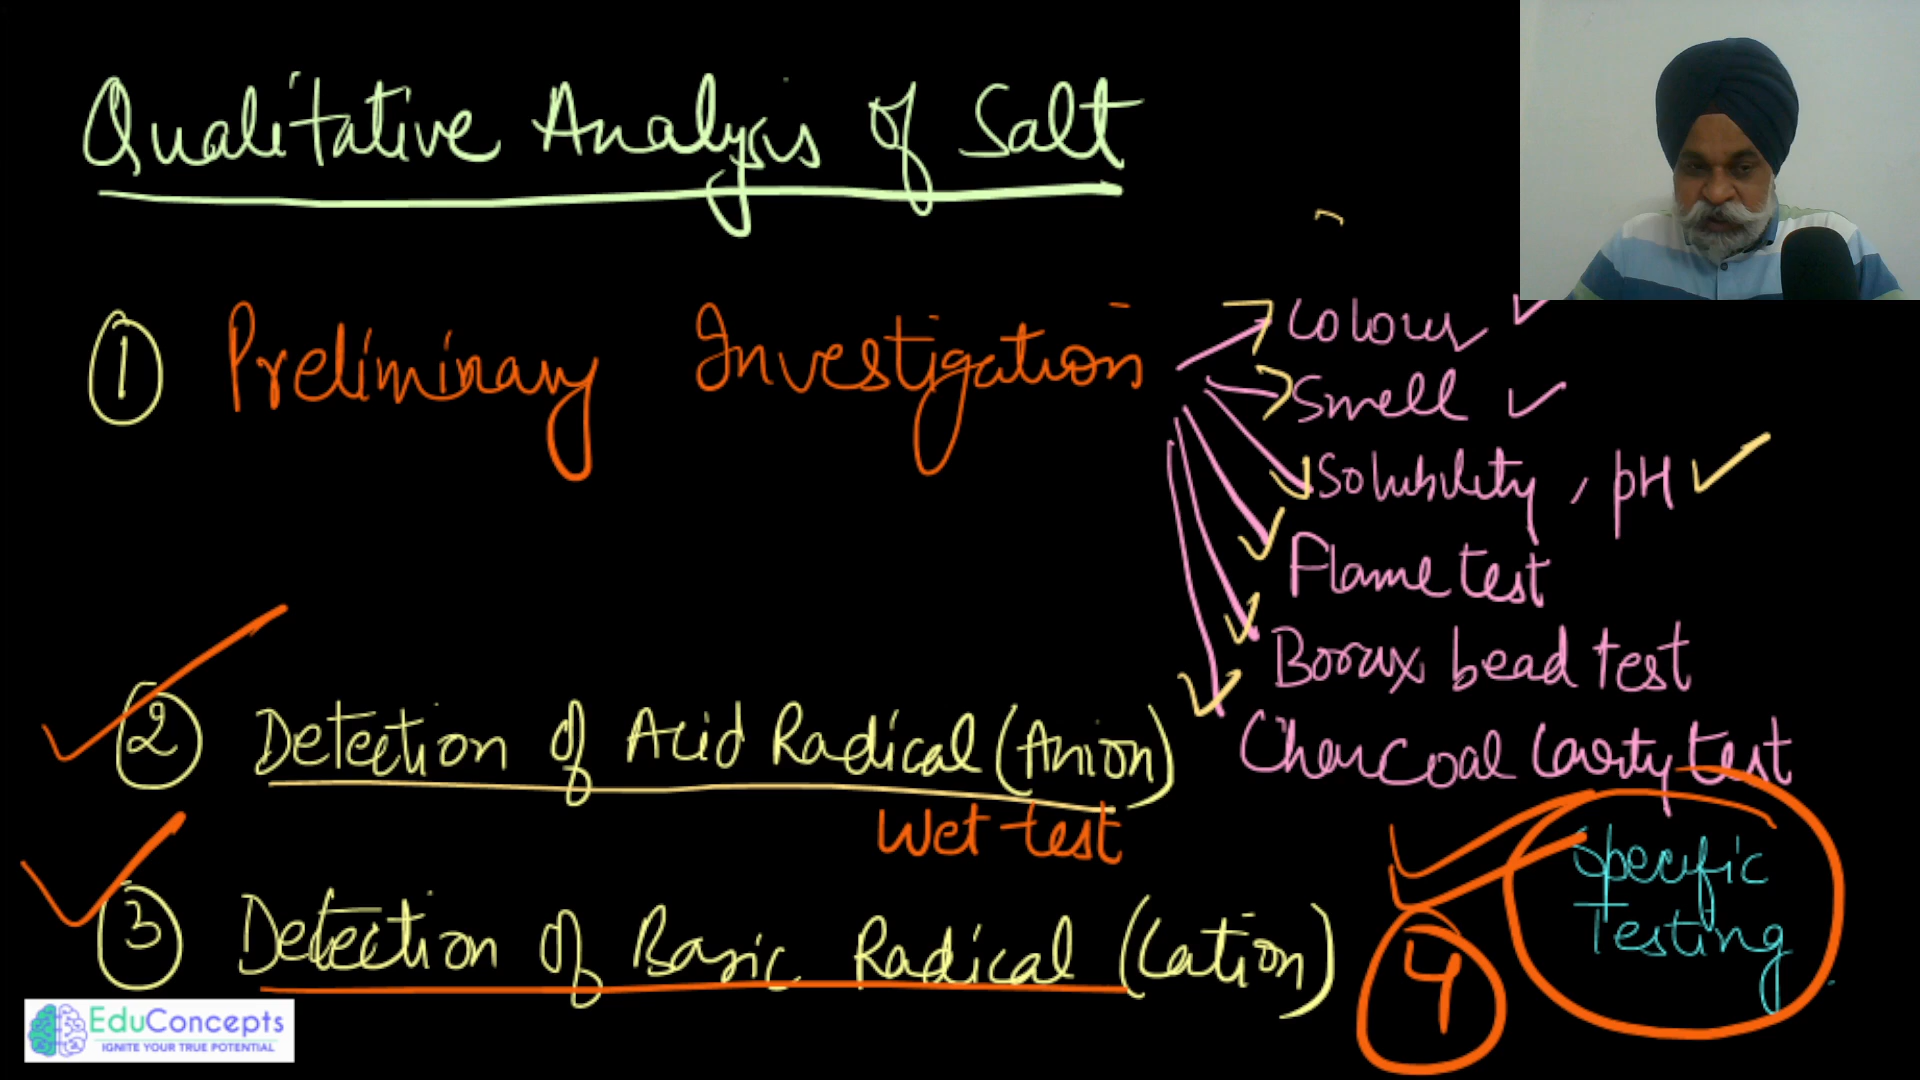 Qualitative Analysis of Salt
① Preliminary Investigation
Colour
Smell
Solubility, pH
Flame test
Borax bead test
Charcoal Cavity test
② Detection of Acid Radical (Anion)
Wet test
③ Detection of Basic Radical (Cation)
4
Specific
Testing
EduConcepts
IGNITE YOUR TRUE POTENTIAL